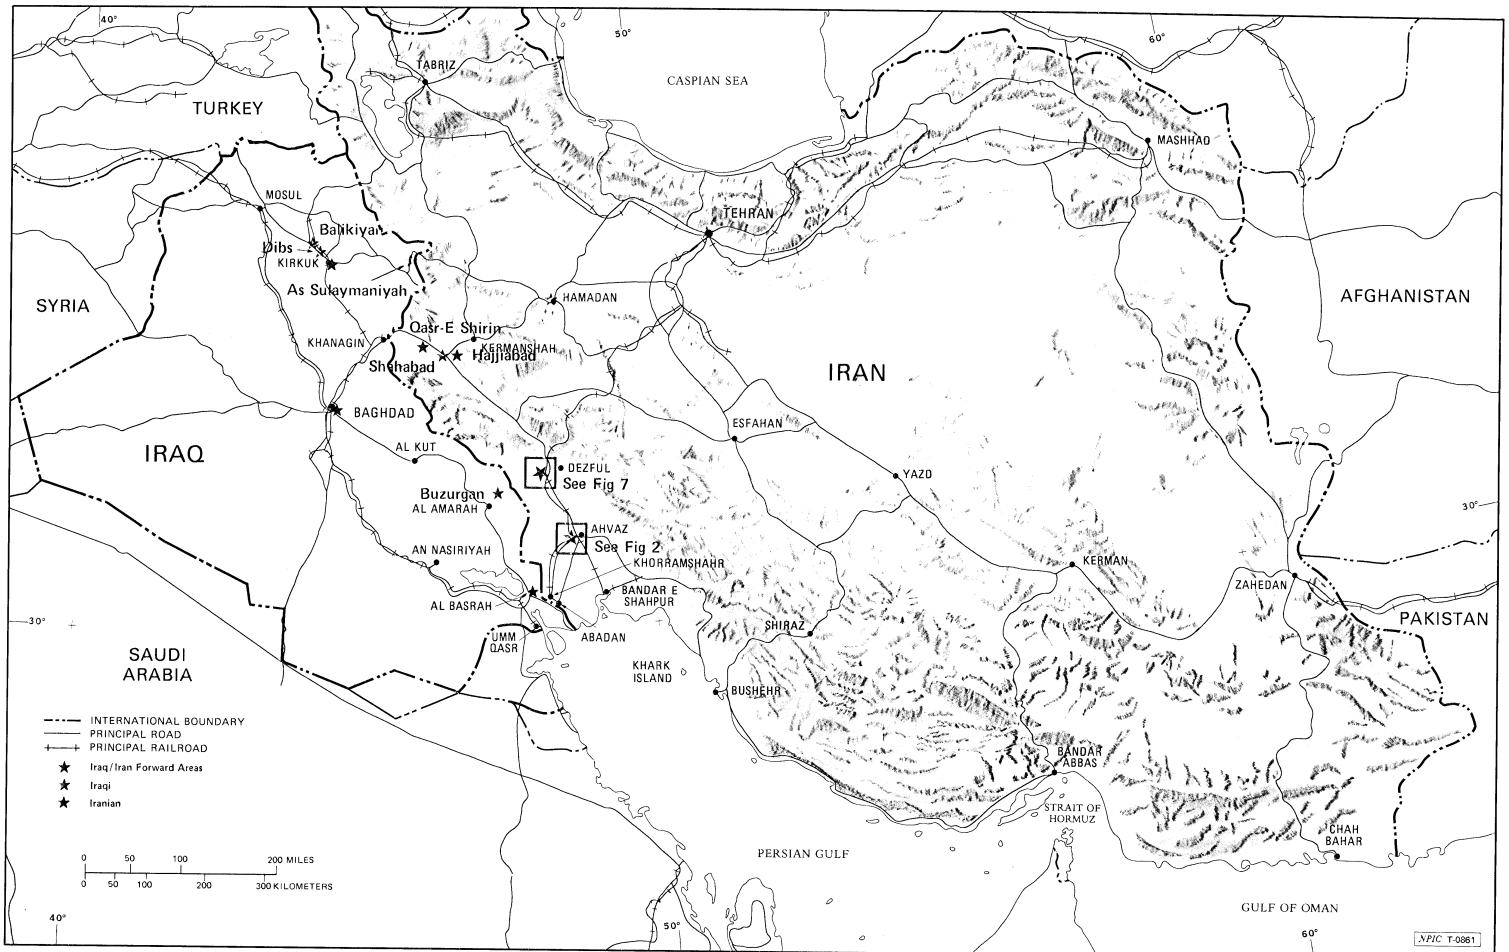 40°
50°
60°
TABRIZ
CASPIAN SEA
TURKEY
MASHHAD
MOSUL
TEHRAN
Balikiyan
Dibs
KIRKUK
As Sulaymaniyah
HAMADAN
SYRIA
AFGHANISTAN
Qasr-E Shirin
KHANAGIN
KERMANSHAH
Hajjiabad
Shahabad
IRAN
BAGHDAD
ESFAHAN
AL KUT
IRAQ
DEZFUL
See Fig 7
YAZD
Buzurgan
AL AMARAH
30°
AHVAZ
See Fig 2
AN NASIRIYAH
KHORRAMSHAHR
KERMAN
ZAHEDAN
BANDAR E
SHAHPUR
AL BASRAH
PAKISTAN
30°
SHIRAZ
UMM
QASR
ABADAN
SAUDI
ARABIA
KHARK
ISLAND
BUSHEHR
INTERNATIONAL BOUNDARY
PRINCIPAL ROAD
PRINCIPAL RAILROAD
Iraq/Iran Forward Areas
Iraqi
Iranian
BANDAR
ABBAS
STRAIT OF
HORMUZ
CHAH
BAHAR
PERSIAN GULF
0 50 100 200 MILES
0 50 100 200 300 KILOMETERS
GULF OF OMAN
40°
50°
60°
NPIC T-0861